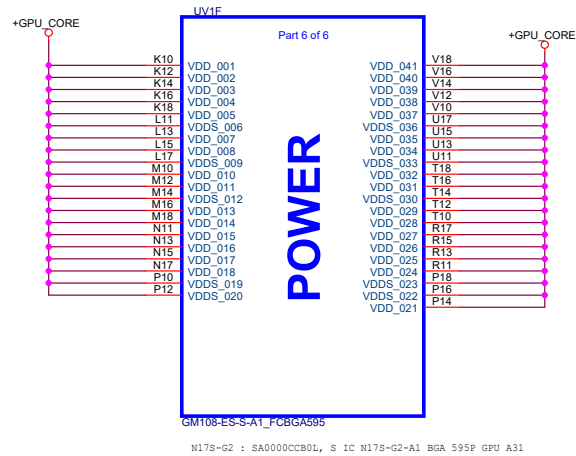 UV1F
+GPU_CORE
Part 6 of 6
+GPU_CORE
K10 VDD_001 VDD_041 V18
K12 VDD_002 VDD_040 V16
K14 VDD_003 VDD_039 V14
K16 VDD_004 VDD_038 V12
K18 VDD_005 VDD_037 V10
L11 VDDS_006 VDDS_036 U17
L13 VDD_007 VDD_035 U15
L15 VDD_008 VDD_034 U13
L17 VDDS_009 VDDS_033 U11
M10 VDD_010 VDD_032 T18
M12 VDD_011 VDD_031 T16
M14 VDDS_012 VDDS_030 T14
M16 VDD_013 VDD_029 T12
M18 VDD_014 VDD_028 T10
N11 VDD_015 VDD_027 R17
N13 VDD_016 VDD_026 R15
N15 VDD_017 VDD_025 R13
N17 VDD_018 VDD_024 R11
P10 VDDS_019 VDDS_023 P18
P12 VDDS_020 VDDS_022 P16
VDD_021 P14
POWER
GM108-ES-S-A1_FCBGA595
N17S-G2 : SA0000CCB0L, S IC N17S-G2-A1 BGA 595P GPU A31